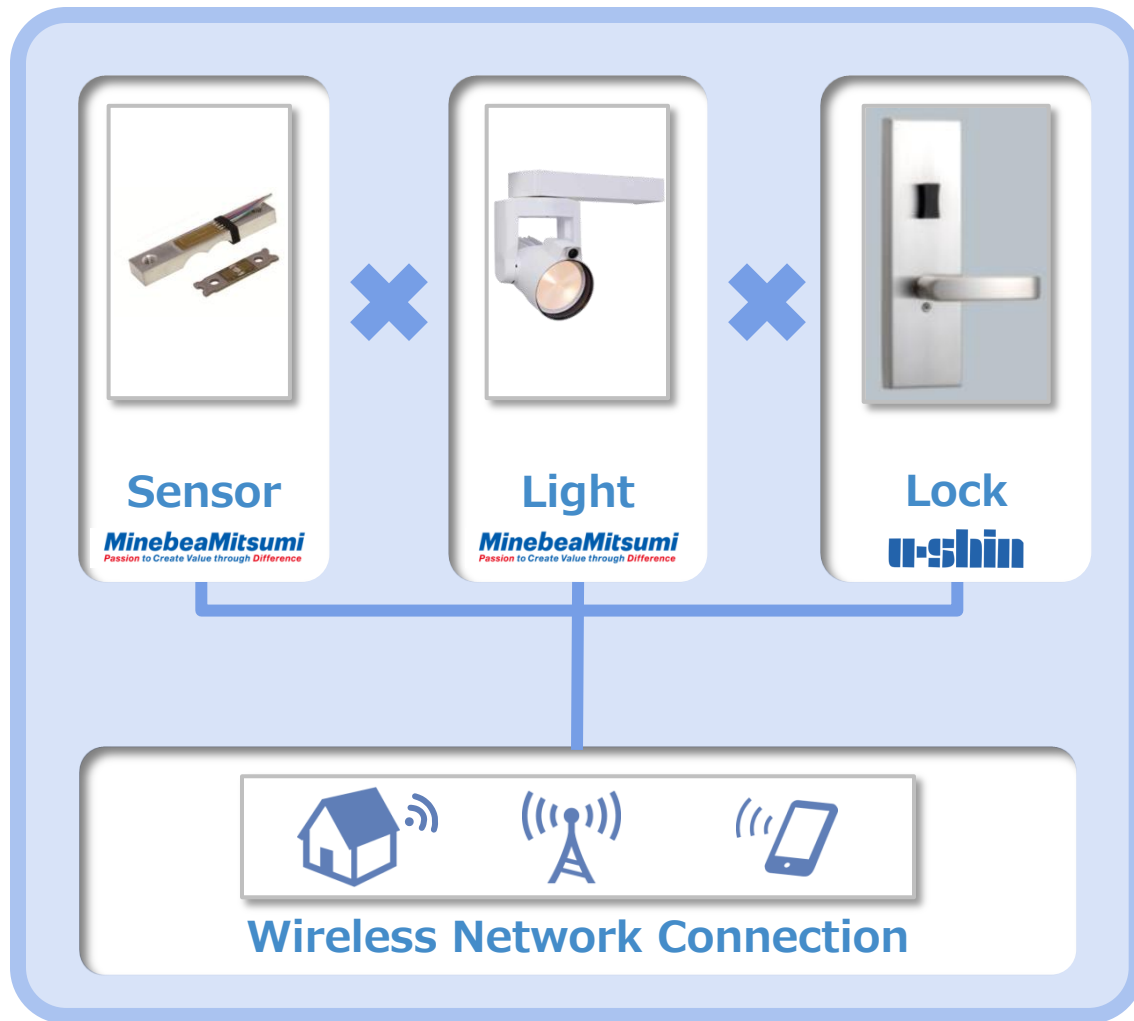 Sensor
MinebeaMitsumi
Passion to Create Value through Difference
Light
MinebeaMitsumi
Passion to Create Value through Difference
Lock
u-shin
Wireless Network Connection